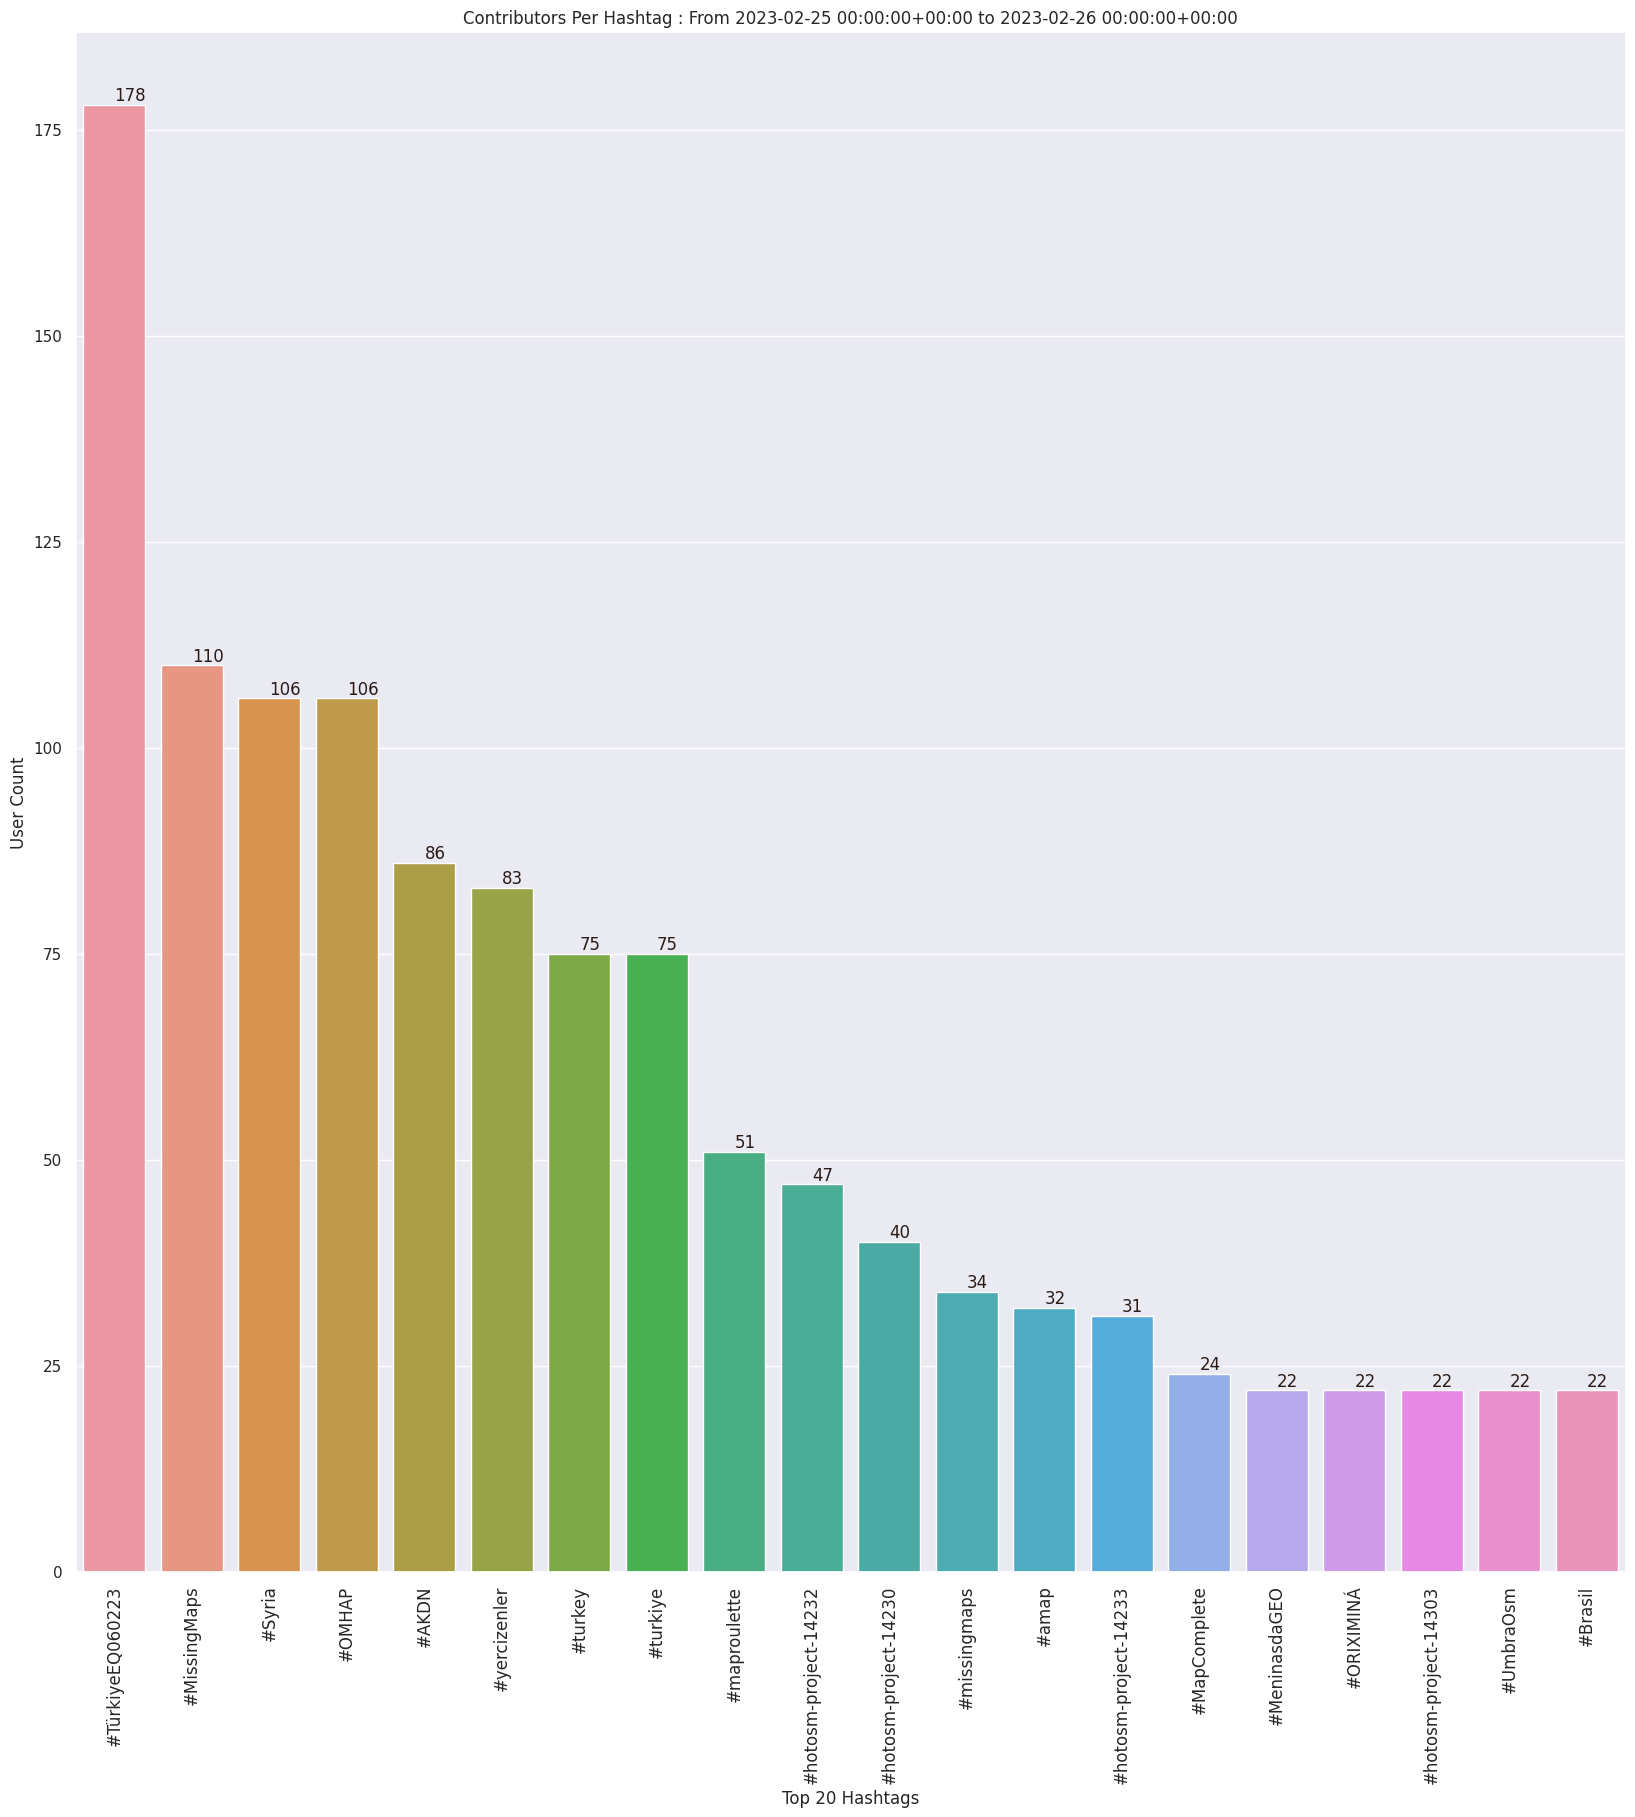 Contributors Per Hashtag : From 2023-02-25 00:00:00+00:00 to 2023-02-26 00:00:00+00:00
178
175
150
125
110
106
106
100
User Count
86
83
75
75
75
51
50
47
40
34
32
31
25
24
22
22
22
22
22
0
#TürkiyeEQ060223
#MissingMaps
#Syria
#OMHAP
#AKDN
#yercizenler
#turkey
#turkiye
#maproulette
#hotosm-project-14232
#hotosm-project-14230
#missingmaps
#amap
#hotosm-project-14233
#MapComplete
#MeninasdaGEO
#ORIXIMINÁ
#hotosm-project-14303
#UmbraOsm
#Brasil
Top 20 Hashtags